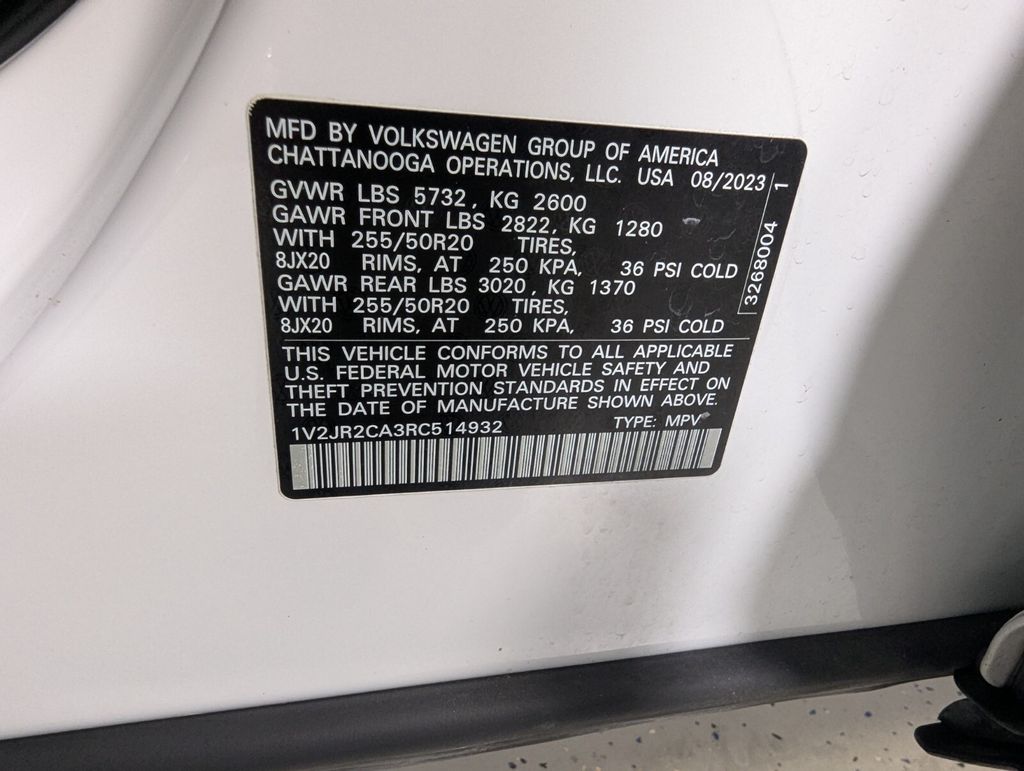 MFD BY VOLKSWAGEN GROUP OF AMERICA
CHATTANOOGA OPERATIONS, LLC. USA 08/2023
GVWR LBS 5732, KG 2600
GAWR FRONT LBS 2822, KG 1280
WITH 255/50R20 TIRES,
8JX20 RIMS, AT 250 KPA, 36 PSI COLD
GAWR REAR LBS 3020, KG 1370
WITH 255/50R20 TIRES,
8JX20 RIMS, AT 250 KPA, 36 PSI COLD
3268004 1
THIS VEHICLE CONFORMS TO ALL APPLICABLE
U.S. FEDERAL MOTOR VEHICLE SAFETY AND
THEFT PREVENTION STANDARDS IN EFFECT ON
THE DATE OF MANUFACTURE SHOWN ABOVE.
1V2JR2CA3RC514932 TYPE: MPV